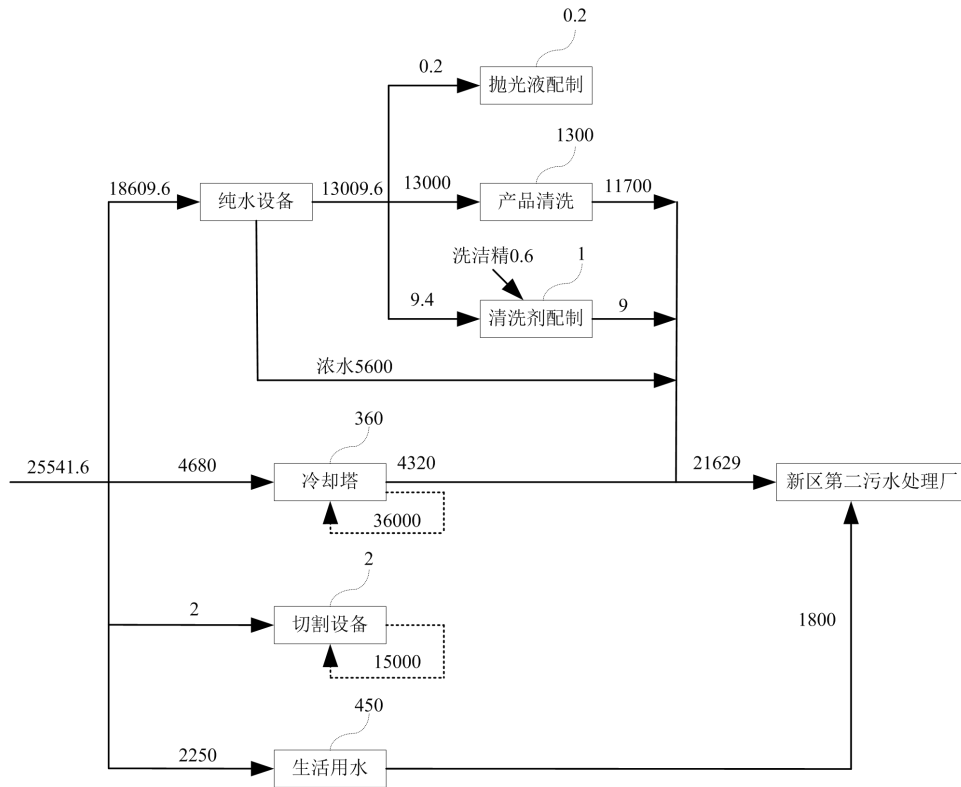 0.2
0.2
抛光液配制
1300
18609.6
纯水设备
13009.6
13000
产品清洗
11700
洗洁精0.6
1
9.4
清洗剂配制
9
浓水5600
360
25541.6
4680
冷却塔
4320
21629
新区第二污水处理厂
36000
2
2
切割设备
15000
1800
450
2250
生活用水